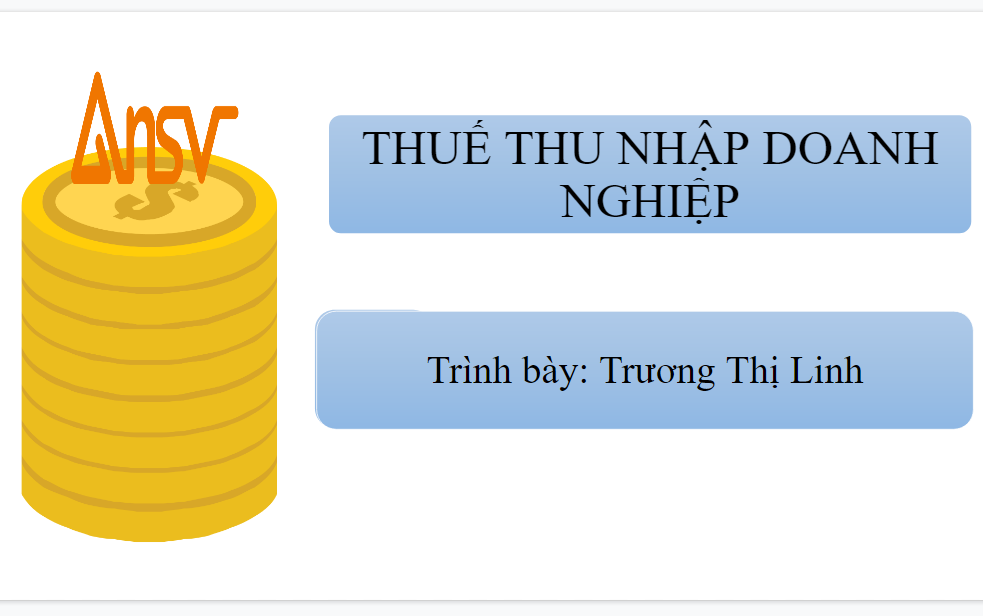 Ansv
THUẾ THU NHẬP DOANH
NGHIỆP
Trình bày: Trương Thị Linh